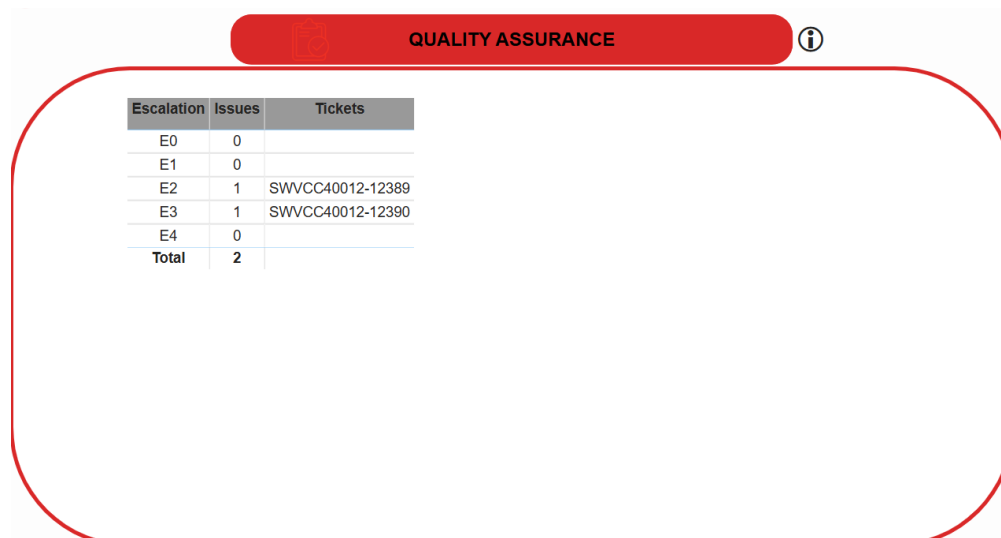 QUALITY ASSURANCE
Escalation Issues Tickets
E0 0
E1 0
E2 1 SWVCC40012-12389
E3 1 SWVCC40012-12390
E4 0
Total 2